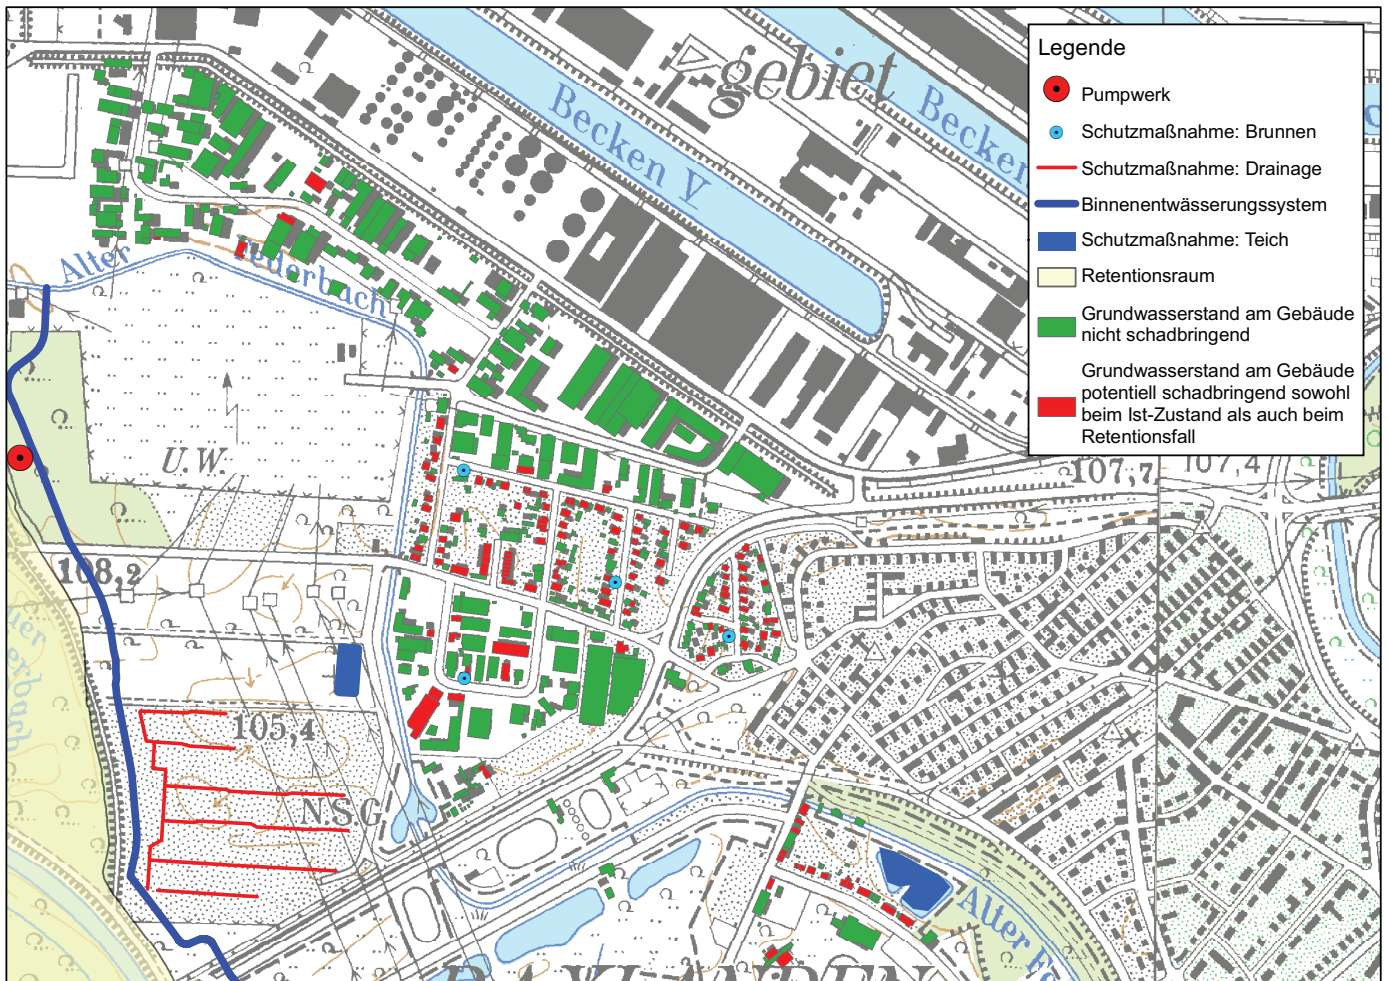 gebiet
Becken V
Becken
Legende
Pumpwerk
Schutzmaßnahme: Brunnen
Schutzmaßnahme: Drainage
Binnenentwässerungssystem
Schutzmaßnahme: Teich
Retentionsraum
Grundwasserstand am Gebäude
nicht schadbringend
Grundwasserstand am Gebäude
potentiell schadbringend sowohl
beim Ist-Zustand als auch beim
Retentionsfall
Alter
Federbach
U.W.
107,7
107,4
108,2
105,4
N.S.G
Alter